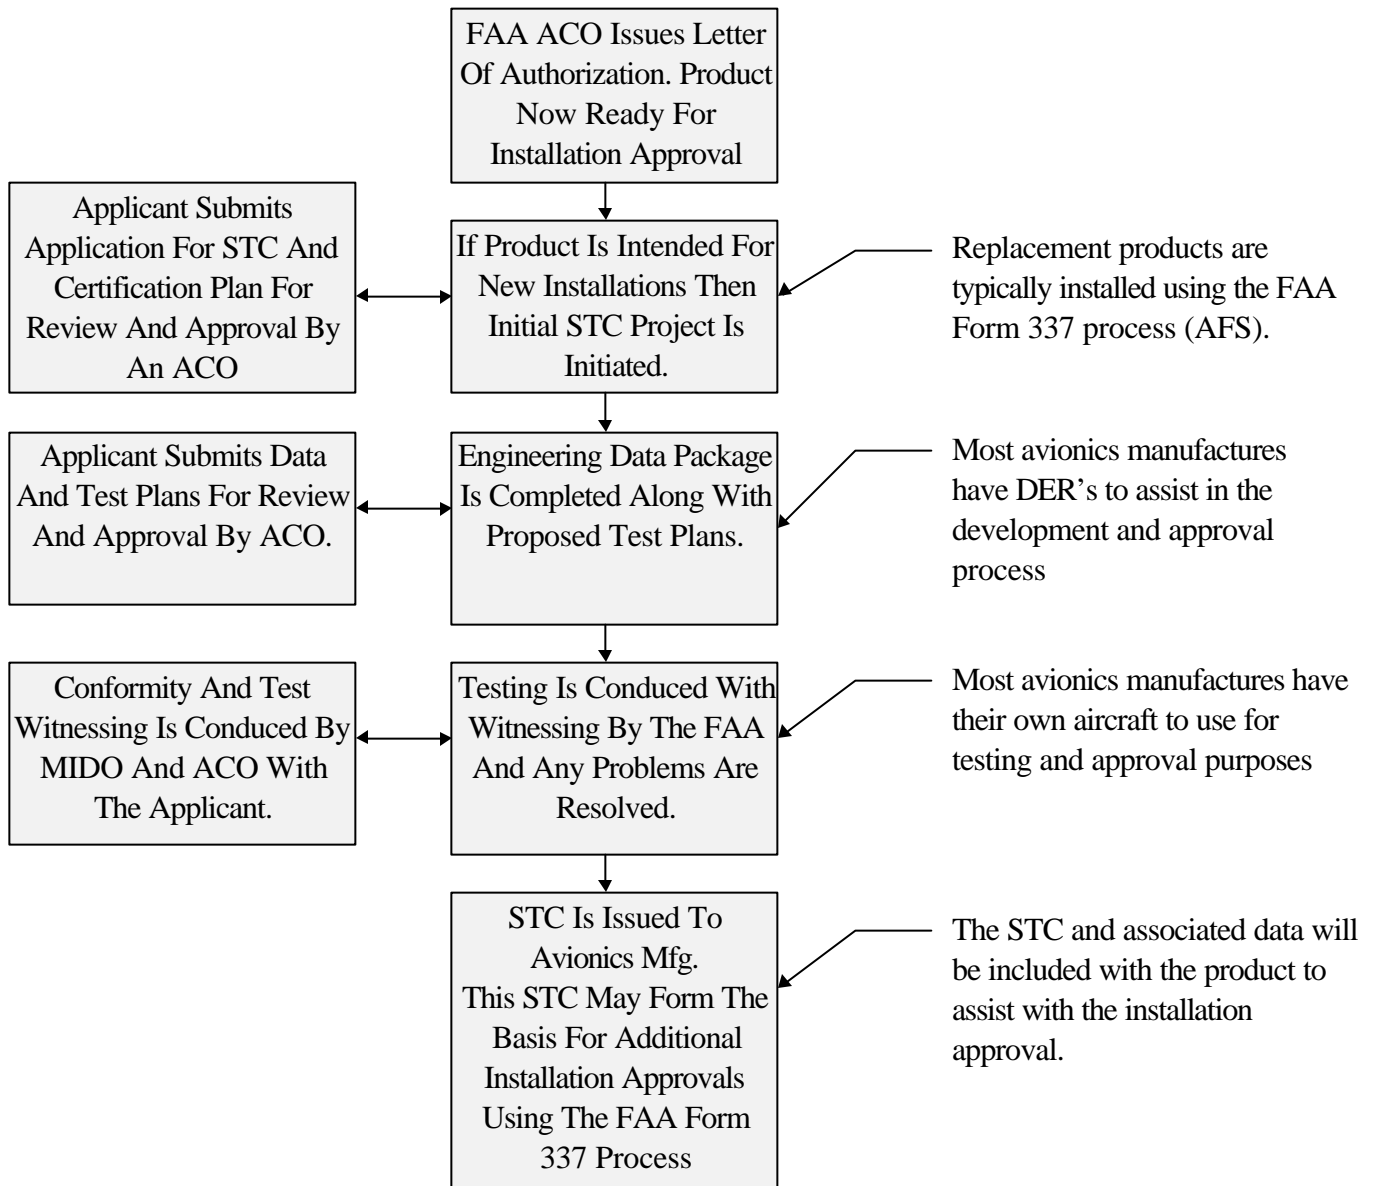 FAA ACO Issues Letter
Of Authorization. Product
Now Ready For
Installation Approval
Applicant Submits
Application For STC And
Certification Plan For
Review And Approval By
An ACO
If Product Is Intended For
New Installations Then
Initial STC Project Is
Initiated.
Replacement products are
typically installed using the FAA
Form 337 process (AFS).
Applicant Submits Data
And Test Plans For Review
And Approval By ACO.
Engineering Data Package
Is Completed Along With
Proposed Test Plans.
Most avionics manufactures
have DER's to assist in the
development and approval
process
Conformity And Test
Witnessing Is Conduced By
MIDO And ACO With
The Applicant.
Testing Is Conduced With
Witnessing By The FAA
And Any Problems Are
Resolved.
Most avionics manufactures have
their own aircraft to use for
testing and approval purposes
STC Is Issued To
Avionics Mfg.
This STC May Form The
Basis For Additional
Installation Approvals
Using The FAA Form
337 Process
The STC and associated data will
be included with the product to
assist with the installation
approval.